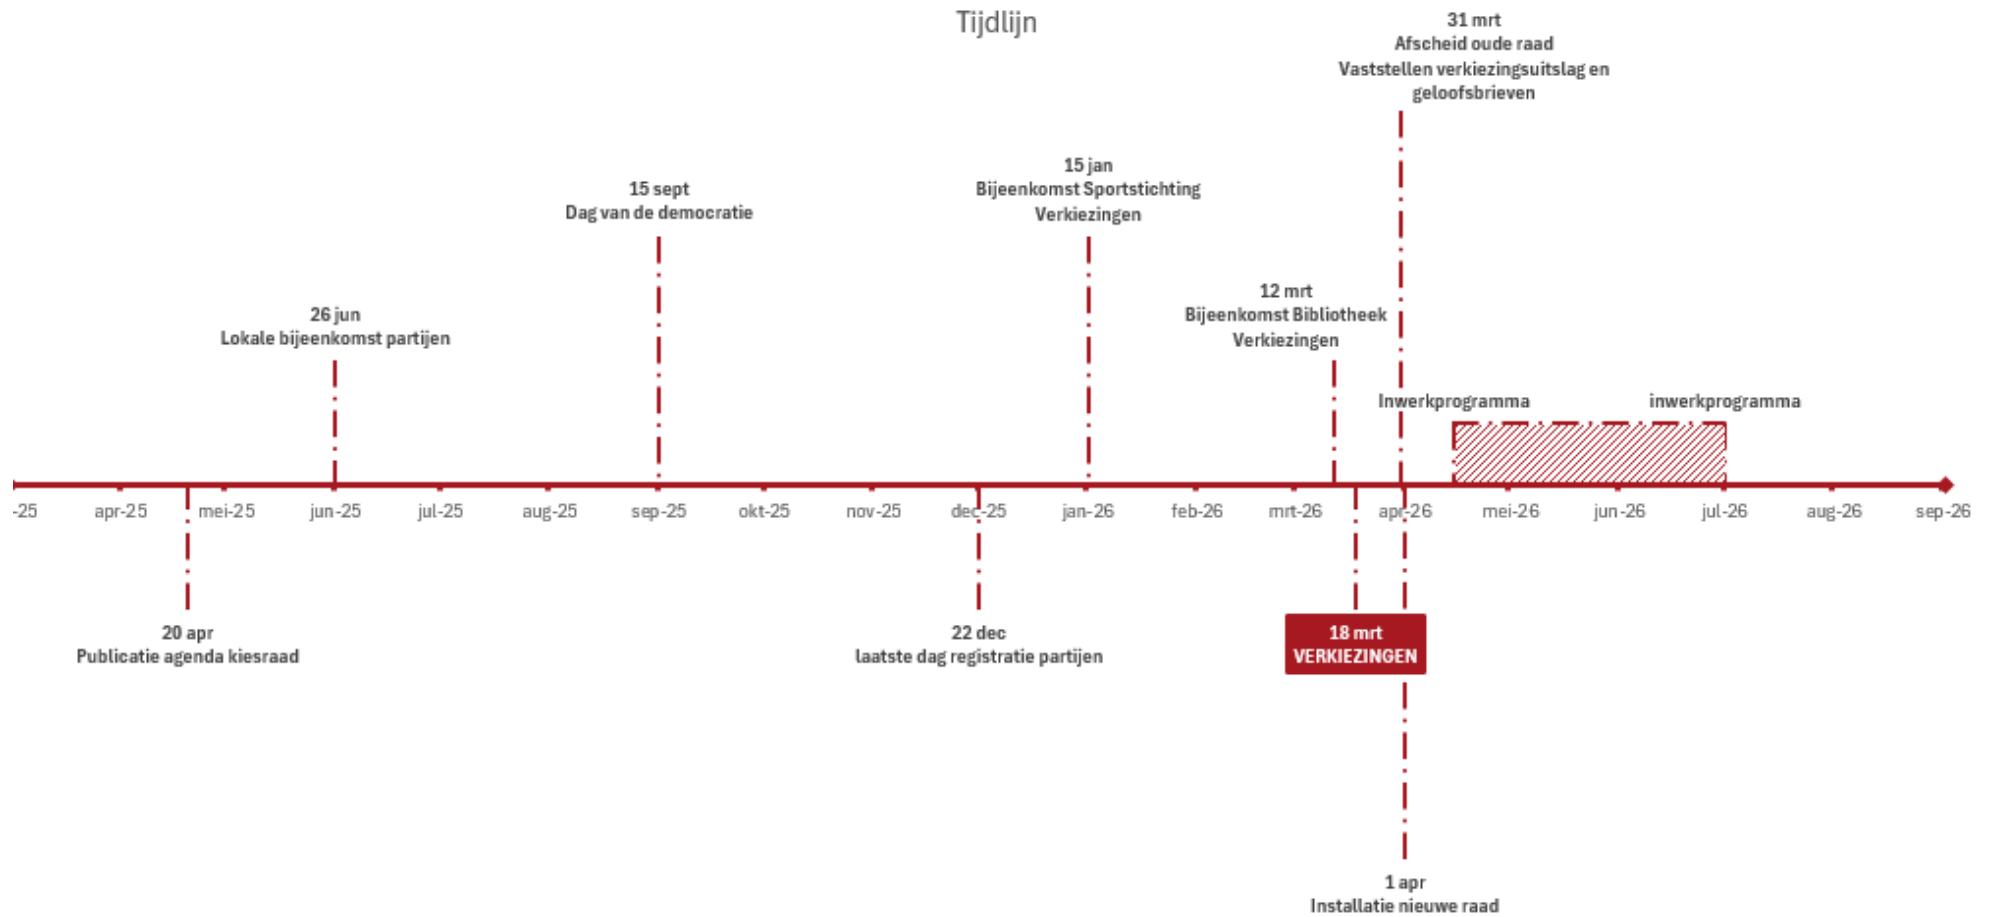 Tijdlijn
31 mrt
Afscheid oude raad
Vaststellen verkiezingsuitslag en
geloofsbrieven
15 jan
Bijeenkomst Sportstichting
Verkiezingen
15 sept
Dag van de democratie
12 mrt
Bijeenkomst Bibliotheek
Verkiezingen
26 jun
Lokale bijeenkomst partijen
Inwerkprogramma
inwerkprogramma
-25 apr-25 mei-25 jun-25 jul-25 aug-25 sep-25 okt-25 nov-25 dec-25 jan-26 feb-26 mrt-26 apr-26 mei-26 jun-26 jul-26 aug-26 sep-26
20 apr
Publicatie agenda kiesraad
22 dec
laatste dag registratie partijen
18 mrt
VERKIEZINGEN
1 apr
Installatie nieuwe raad